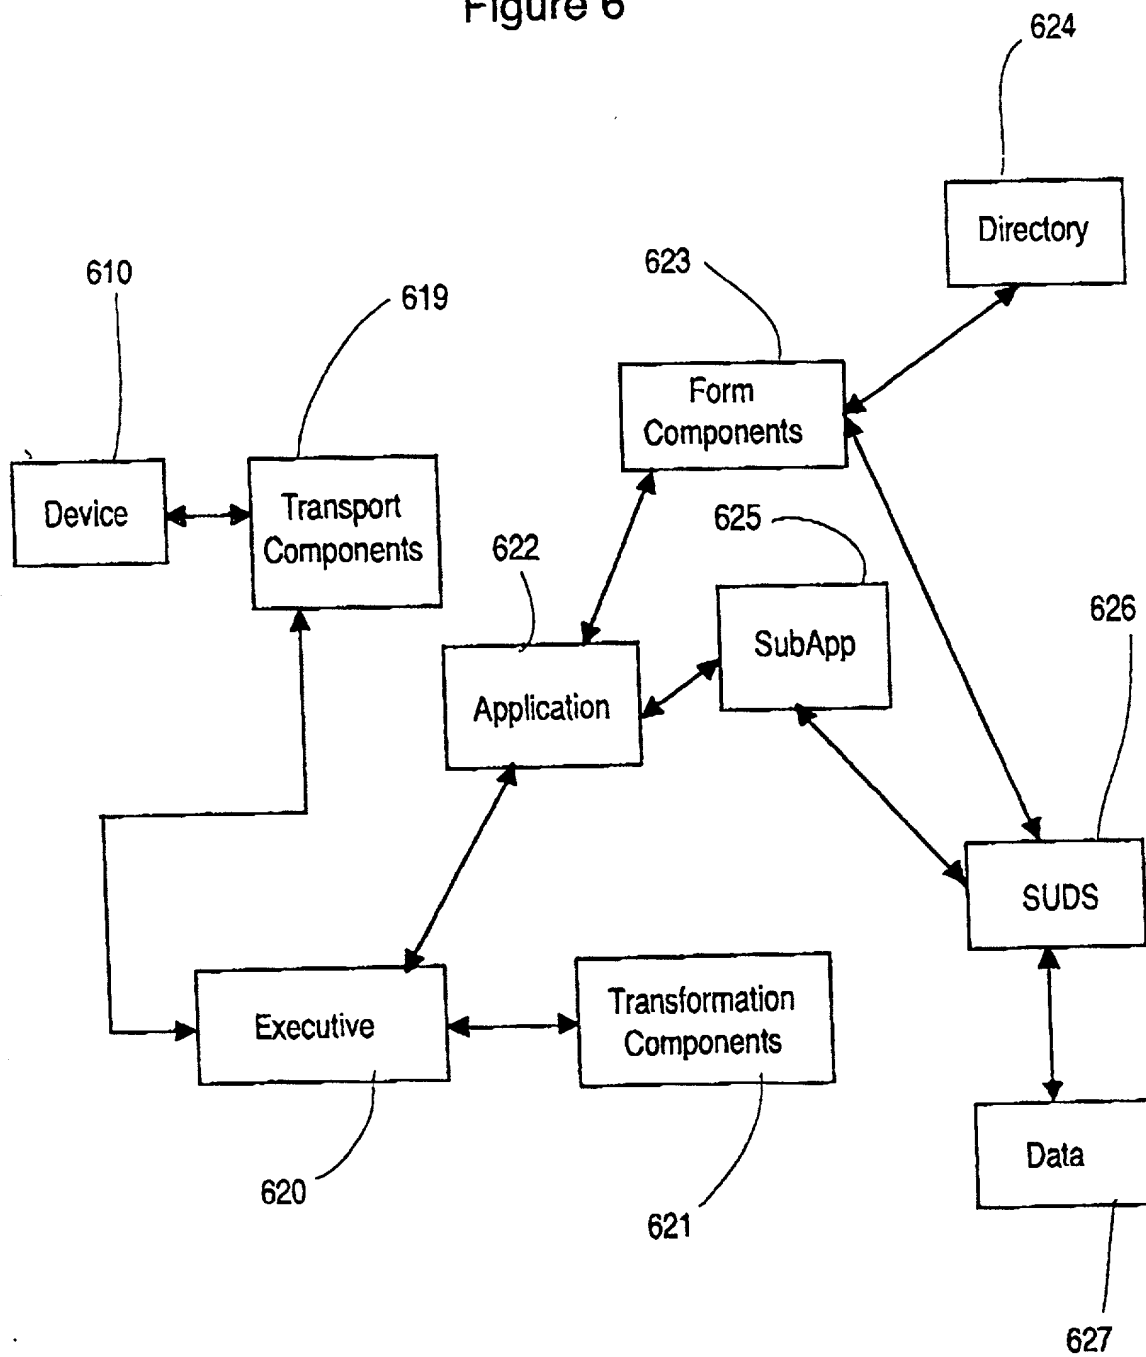 Figure 6
624
Directory
623
610
619
Form
Components
Device
Transport
Components
625
622
SubApp
626
Application
SUDS
Executive
Transformation
Components
Data
620
621
627